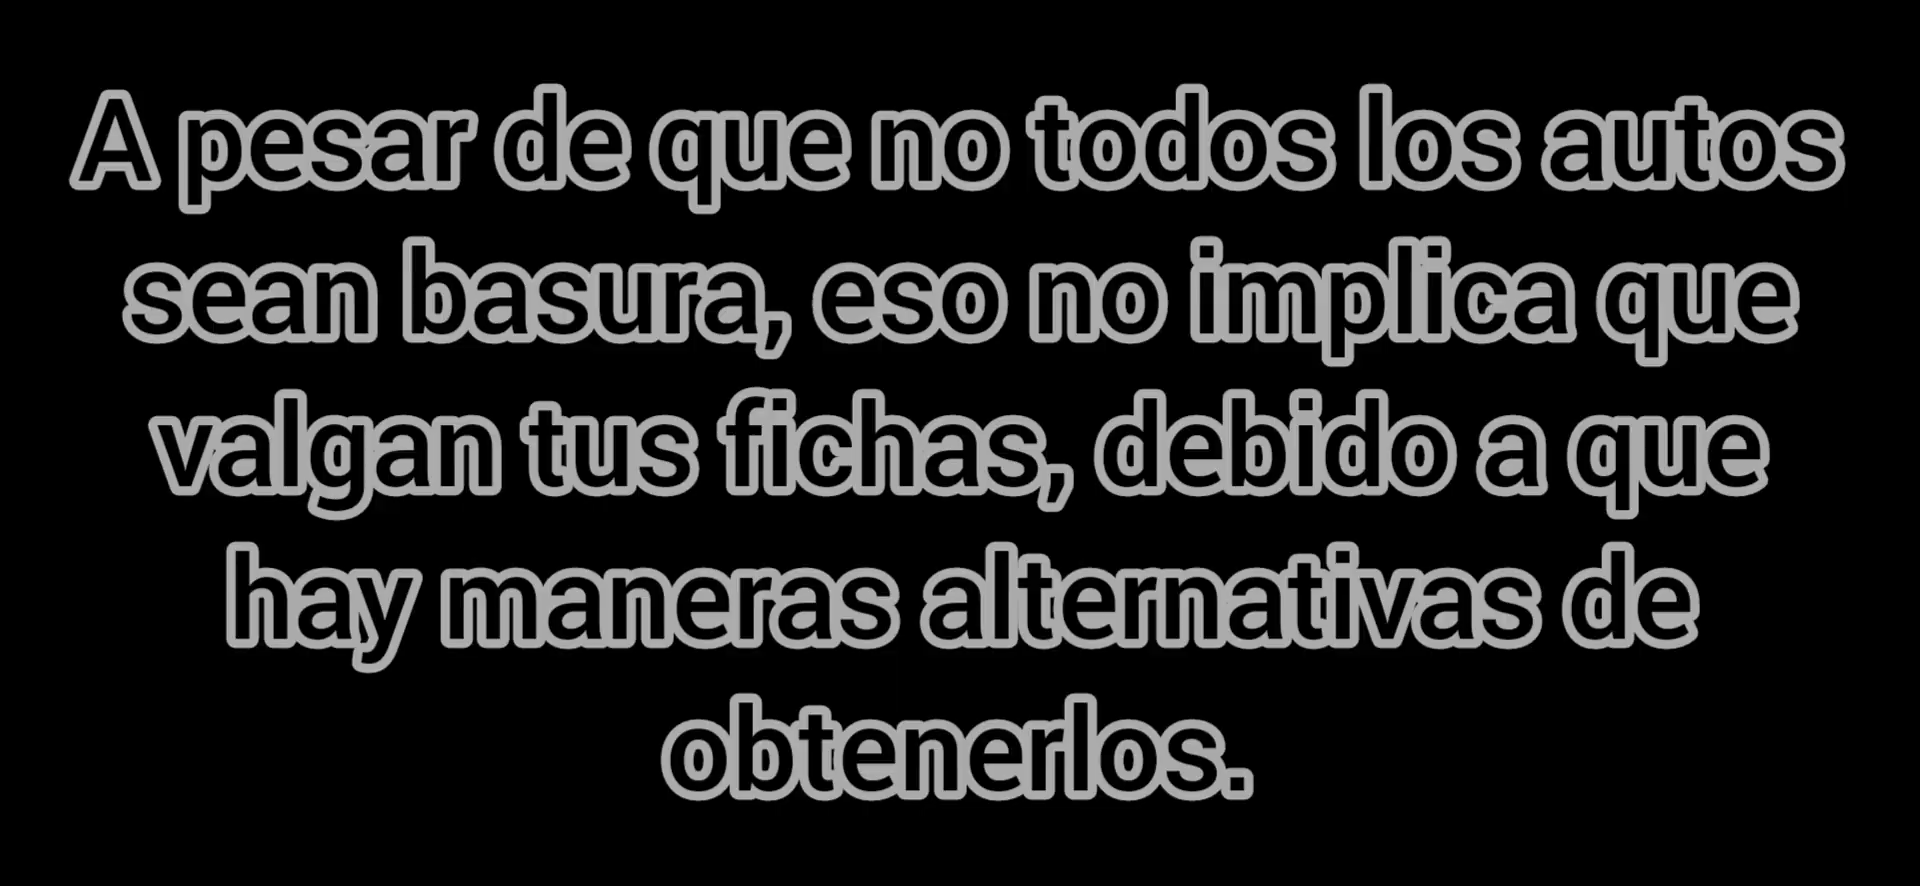 A pesar de que no todos los autos
sean basura, eso no implica que
valgan tus fichas, debido a que
hay maneras alternativas de
obtenerlos.